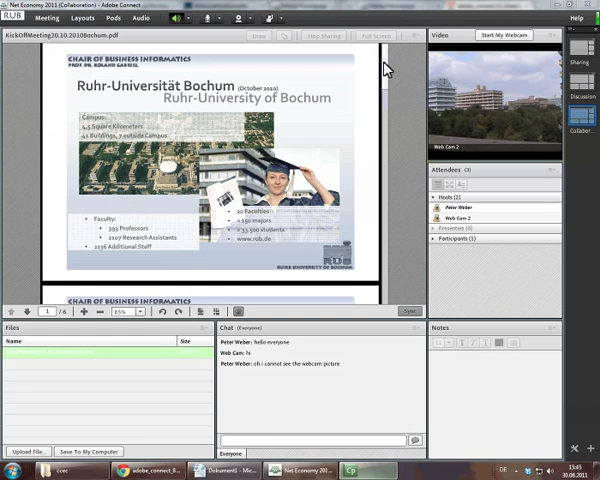 Net Economy 2011 (Collaboration) - Adobe Connect
RUB
Meeting Layouts Pods Audio
Help
KickOffMeeting20.10.2010Bochum.pdf
Draw
Stop Sharing
Full Screen
CHAIR OF BUSINESS INFORMATICS
PROF. DR. ROLAND GABRIEL
Ruhr-Universität Bochum (October 2010)
Ruhr-University of Bochum
Campus:
4,5 Square Kilometers
41 Buildings, 7 outside Campus
• Faculty:
• 393 Professors
• 2107 Research Assistants
• 1136 Additional Staff
• 20 Faculties
• ≈ 150 majors
• ≈ 33.500 students
• www.rub.de
RUB
RUHR UNIVERSITY OF BOCHUM
CHAIR OF BUSINESS INFORMATICS
1 / 6
85%
Sync
Video
Start My Webcam
Web Cam 2
Attendees (3)
Hosts (2)
Peter Weber
Web Cam 2
Presenters (0)
Participants (1)
Sharing
Discussion
Collabor...
Files
Name
Size
Upload File...
Save To My Computer
Chat (Everyone)
Peter Weber: hello everyone
Web Cam: hi
Peter Weber: oh i cannot see the webcam picture
Everyone
Notes
ccec
adobe_connect_B...
Dokument1 - Mic...
Net Economy 201...
Cp
DE
15:45
30.08.2011